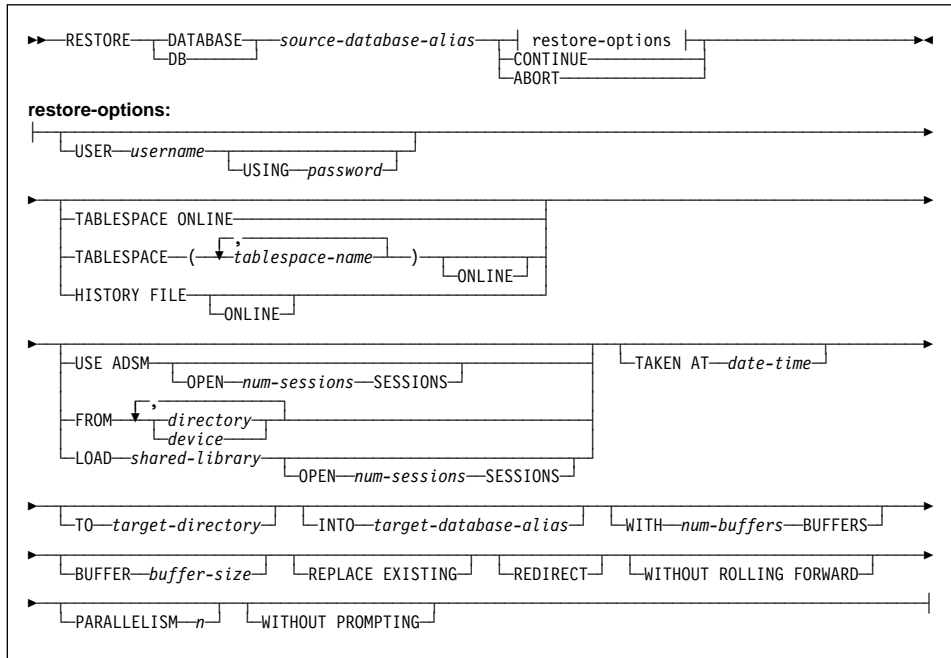 RESTORE DATABASE source-database-alias restore-options
DB CONTINUE
ABORT
restore-options:
USER username
USING password
TABLESPACE ONLINE
,
TABLESPACE ( tablespace-name )
ONLINE
HISTORY FILE
ONLINE
USE ADSM TAKEN AT date-time
OPEN num-sessions SESSIONS
,
FROM directory
device
LOAD shared-library
OPEN num-sessions SESSIONS
TO target-directory INTO target-database-alias WITH num-buffers BUFFERS
BUFFER buffer-size REPLACE EXISTING REDIRECT WITHOUT ROLLING FORWARD
PARALLELISM n WITHOUT PROMPTING